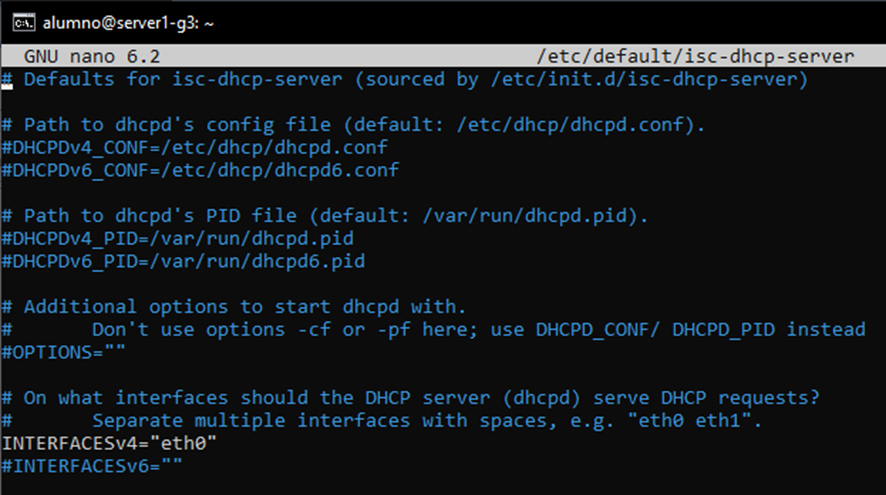 alumno@server1-g3: ~
GNU nano 6.2 /etc/default/isc-dhcp-server
# Defaults for isc-dhcp-server (sourced by /etc/init.d/isc-dhcp-server)
# Path to dhcpd's config file (default: /etc/dhcp/dhcpd.conf).
#DHCPDv4_CONF=/etc/dhcp/dhcpd.conf
#DHCPDv6_CONF=/etc/dhcp/dhcpd6.conf
# Path to dhcpd's PID file (default: /var/run/dhcpd.pid).
#DHCPDv4_PID=/var/run/dhcpd.pid
#DHCPDv6_PID=/var/run/dhcpd6.pid
# Additional options to start dhcpd with.
#       Don't use options -cf or -pf here; use DHCPD_CONF/ DHCPD_PID instead
#OPTIONS=""
# On what interfaces should the DHCP server (dhcpd) serve DHCP requests?
#       Separate multiple interfaces with spaces, e.g. "eth0 eth1".
INTERFACESv4="eth0"
#INTERFACESv6=""